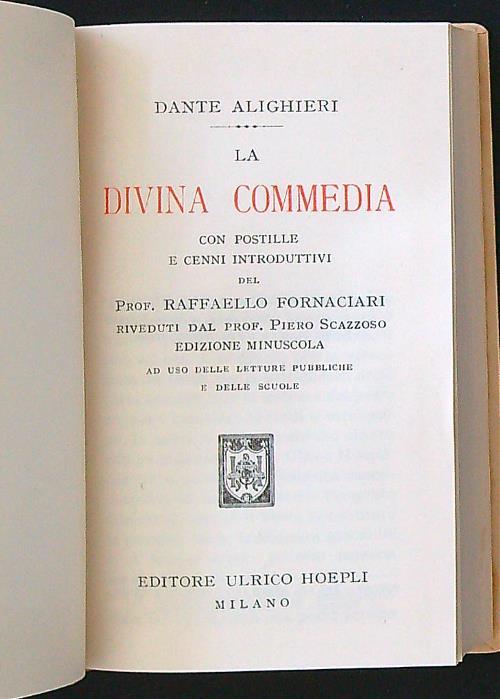 DANTE ALIGHIERI
LA
DIVINA COMMEDIA
CON POSTILLE
E CENNI INTRODUTTIVI
DEL
PROF. RAFFAELLO FORNACIARI
RIVEDUTI DAL PROF. PIERO SCAZZOSO
EDIZIONE MINUSCOLA
AD USO DELLE LETTURE PUBBLICHE
E DELLE SCUOLE
EDITORE ULRICO HOEPLI
MILANO